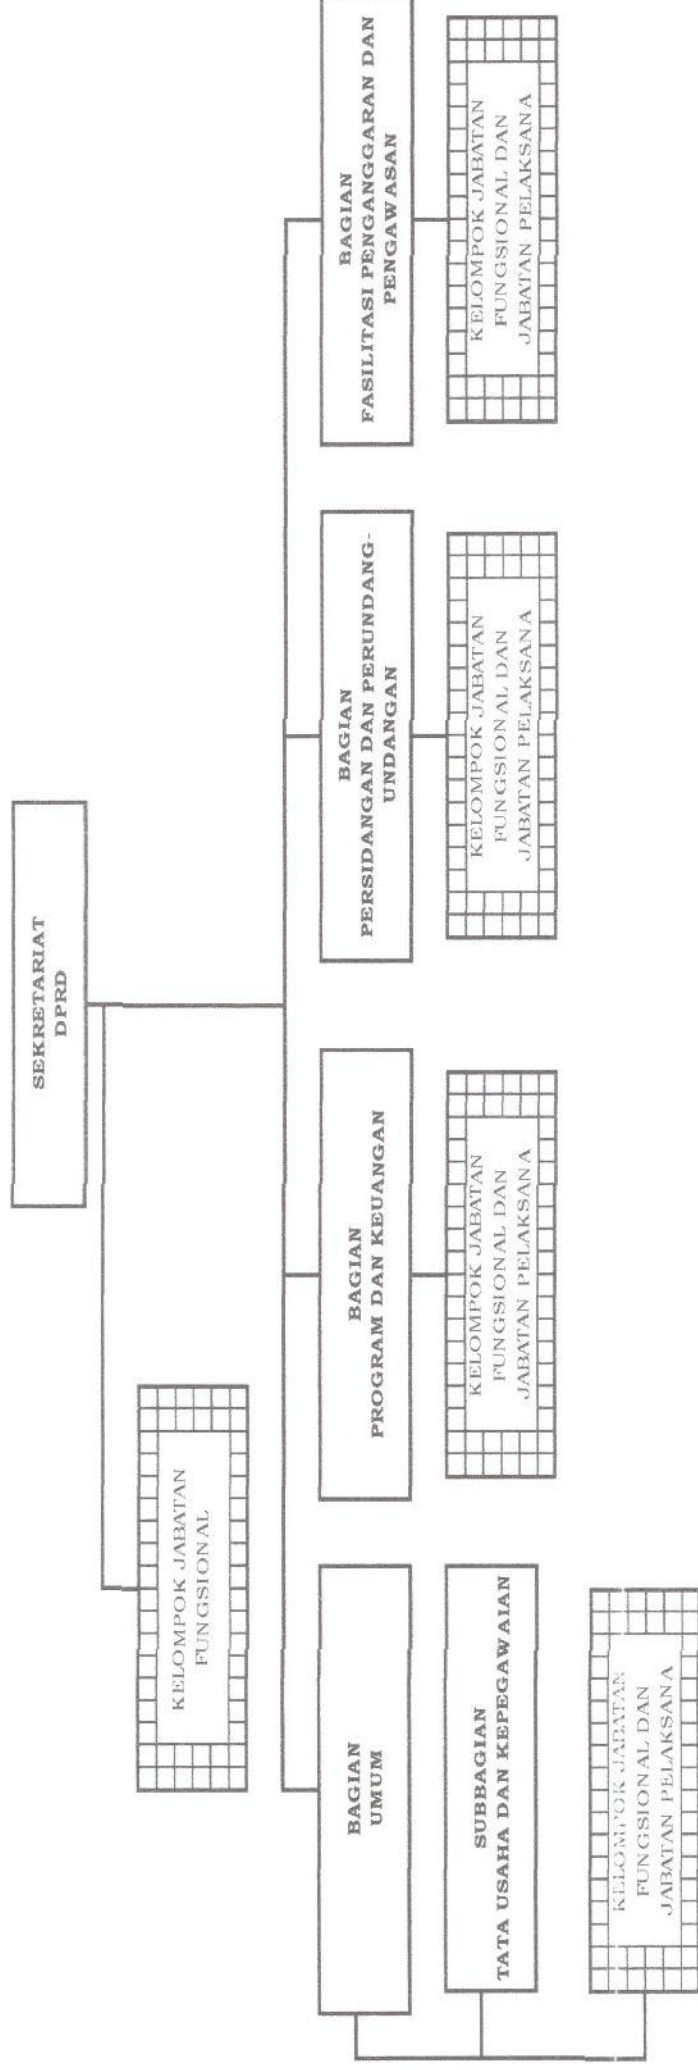 SEKRETARIAT
DPRD
KELOMPOK JABATAN
FUNGSIONAL
BAGIAN
UMUM
BAGIAN
PROGRAM DAN KEUANGAN
BAGIAN
PERSIDANGAN DAN PERUNDANG-
UNDANGAN
BAGIAN
FASILITASI PENGANGGARAN DAN
PENGAWASAN
SUBBAGIAN
TATA USAHA DAN KEPEGAWAIAN
KELOMPOK JABATAN
FUNGSIONAL DAN
JABATAN PELAKSANA
KELOMPOK JABATAN
FUNGSIONAL DAN
JABATAN PELAKSANA
KELOMPOK JABATAN
FUNGSIONAL DAN
JABATAN PELAKSANA
KELOMPOK JABATAN
FUNGSIONAL DAN
JABATAN PELAKSANA